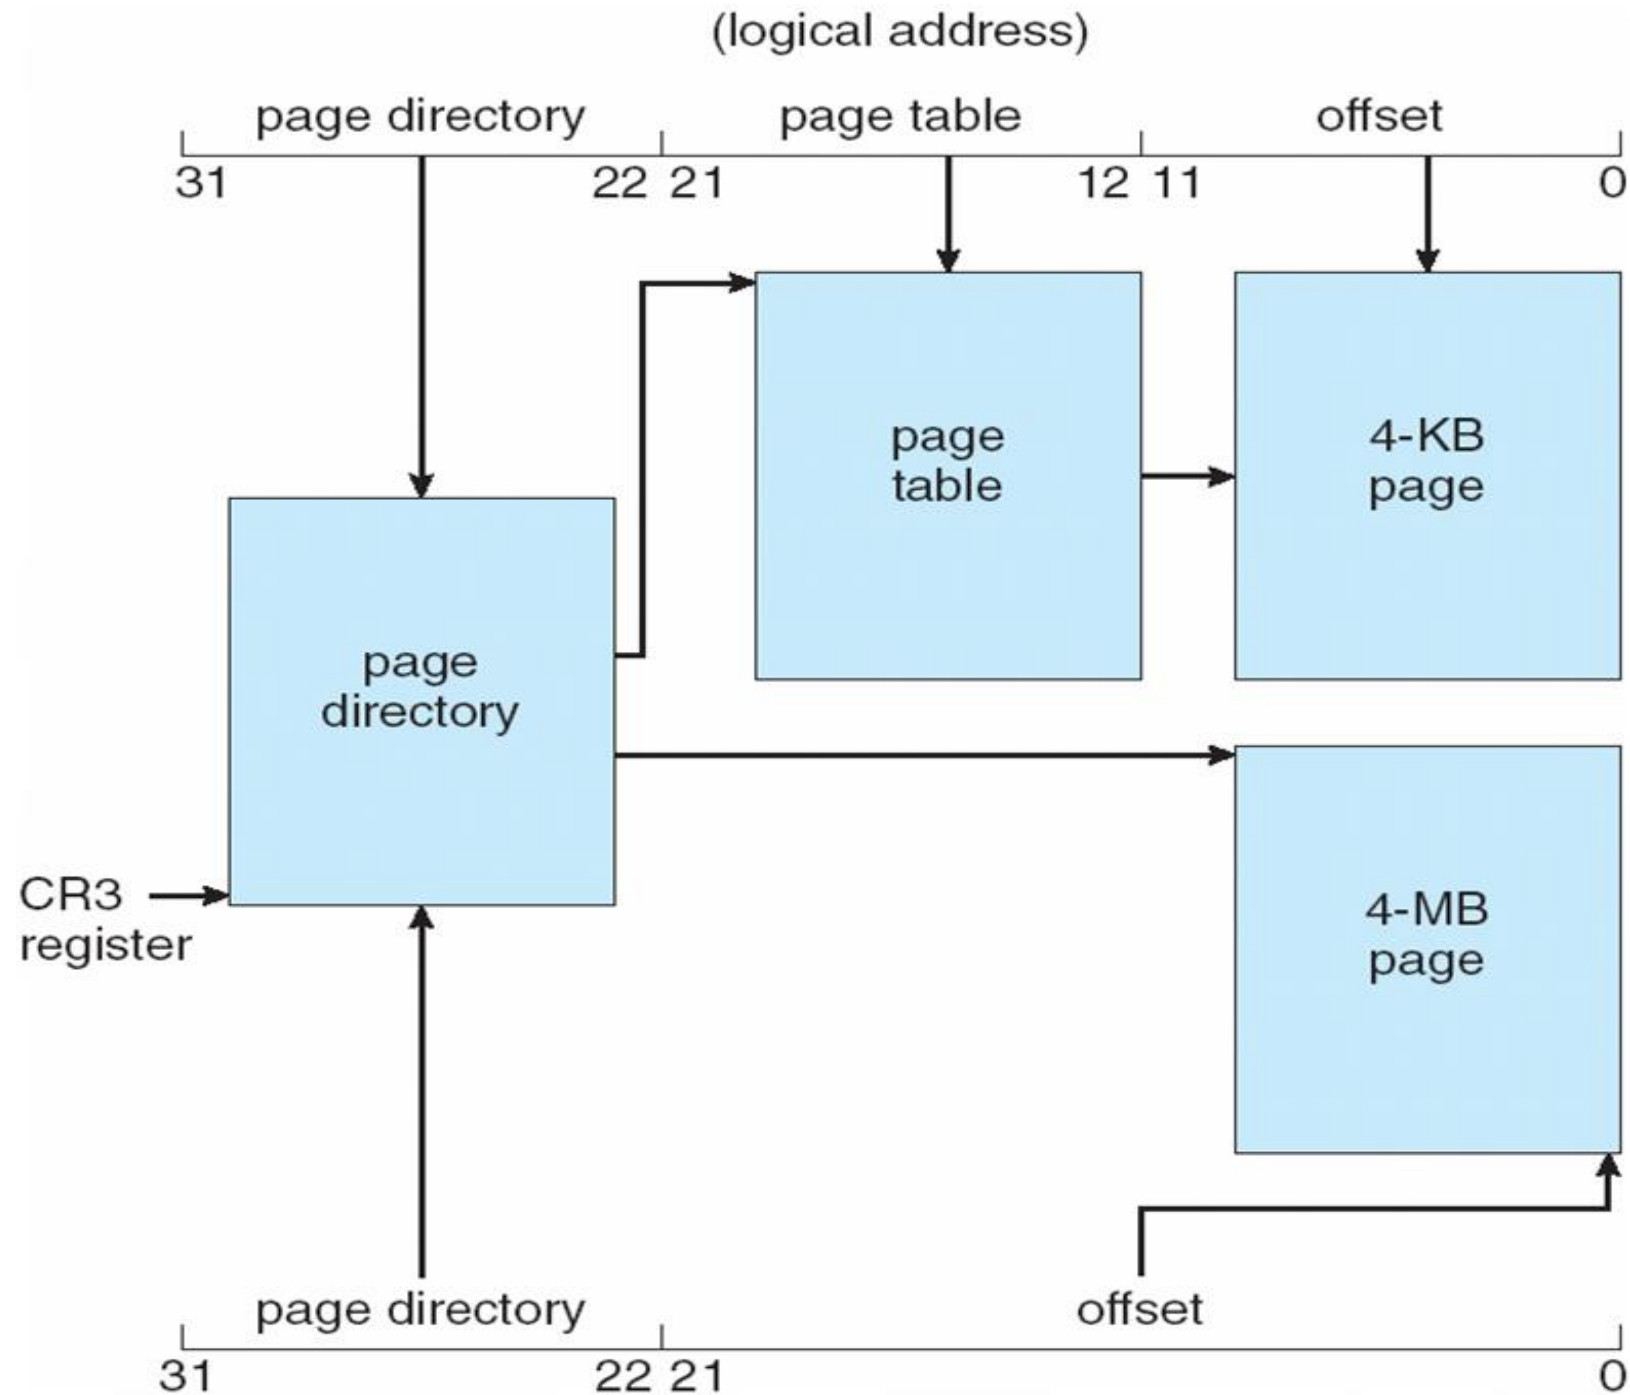 (logical address)
page directory
page table
offset
31
22
21
12
11
0
page
table
4-KB
page
page
directory
CR3
register
4-MB
page
page directory
offset
31
22
21
0